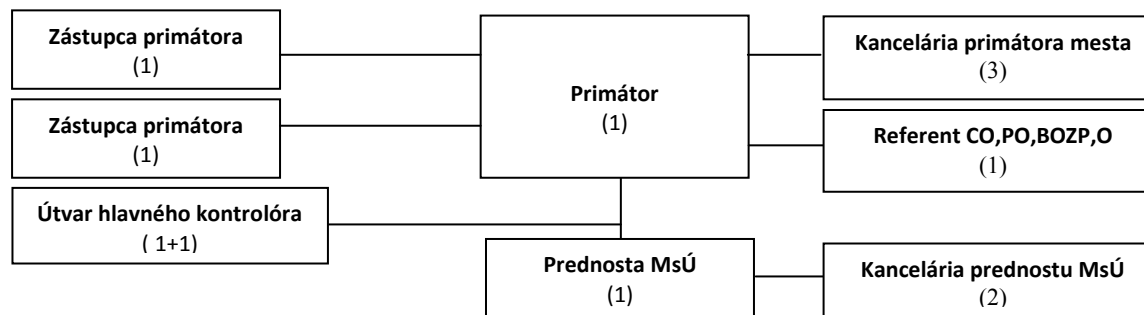 Zástupca primátora
(1)
Zástupca primátora
(1)
Útvar hlavného kontrolóra
( 1+1)
Primátor
(1)
Prednosta MsÚ
(1)
Kancelária primátora mesta
(3)
Referent CO,PO,BOZP,O
(1)
Kancelária prednostu MsÚ
(2)